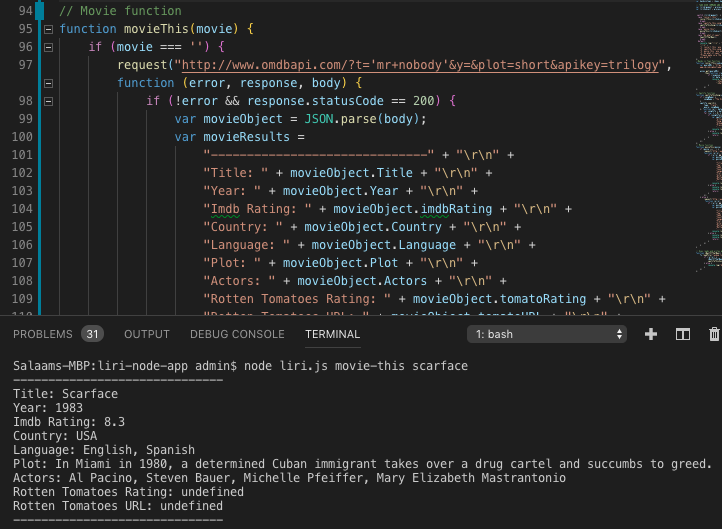 94 // Movie function
95 function movieThis(movie) {
96 if (movie === '') {
97 request("http://www.omdbapi.com/?t='mr+nobody'&y=&plot=short&apikey=trilogy",
function (error, response, body) {
98 if (!error && response.statusCode == 200) {
99 var movieObject = JSON.parse(body);
100 var movieResults =
101 "------------------------------" + "\r\n" +
102 "Title: " + movieObject.Title + "\r\n" +
103 "Year: " + movieObject.Year + "\r\n" +
104 "Imdb Rating: " + movieObject.imdbRating + "\r\n" +
105 "Country: " + movieObject.Country + "\r\n" +
106 "Language: " + movieObject.Language + "\r\n" +
107 "Plot: " + movieObject.Plot + "\r\n" +
108 "Actors: " + movieObject.Actors + "\r\n" +
109 "Rotten Tomatoes Rating: " + movieObject.tomatoRating + "\r\n" +
110 "Rotten Tomatoes URL: " + movieObject.tomatoURL + "\r\n" +
PROBLEMS 31 OUTPUT DEBUG CONSOLE TERMINAL 1: bash
Salaams-MBP:liri-node-app admin$ node liri.js movie-this scarface
------------------------------
Title: Scarface
Year: 1983
Imdb Rating: 8.3
Country: USA
Language: English, Spanish
Plot: In Miami in 1980, a determined Cuban immigrant takes over a drug cartel and succumbs to greed.
Actors: Al Pacino, Steven Bauer, Michelle Pfeiffer, Mary Elizabeth Mastrantonio
Rotten Tomatoes Rating: undefined
Rotten Tomatoes URL: undefined
------------------------------